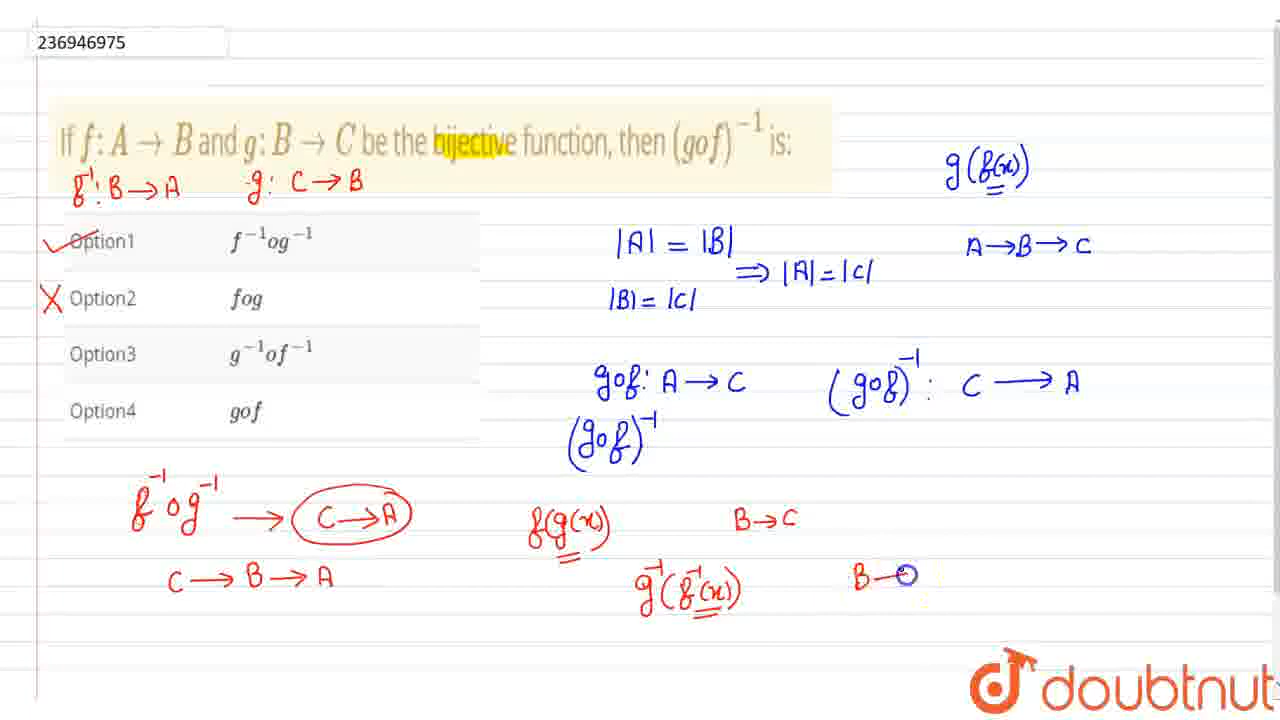 236946975
If f : A → B and g : B → C be the bijective function, then (gof)⁻¹ is:
f⁻¹: B → A g: C → B
Option1 f⁻¹og⁻¹
Option2 fog
Option3 g⁻¹of⁻¹
Option4 gof
g(f(x))
|A| = |B|
⇒ |A| = |C|
|B| = |C|
A → B → C
gof: A → C
(gof)⁻¹: C → A
(gof)⁻¹
f⁻¹og⁻¹ → C → A
C → B → A
f(g(x)) B → C
g⁻¹(f⁻¹(x)) B →
doubtnut